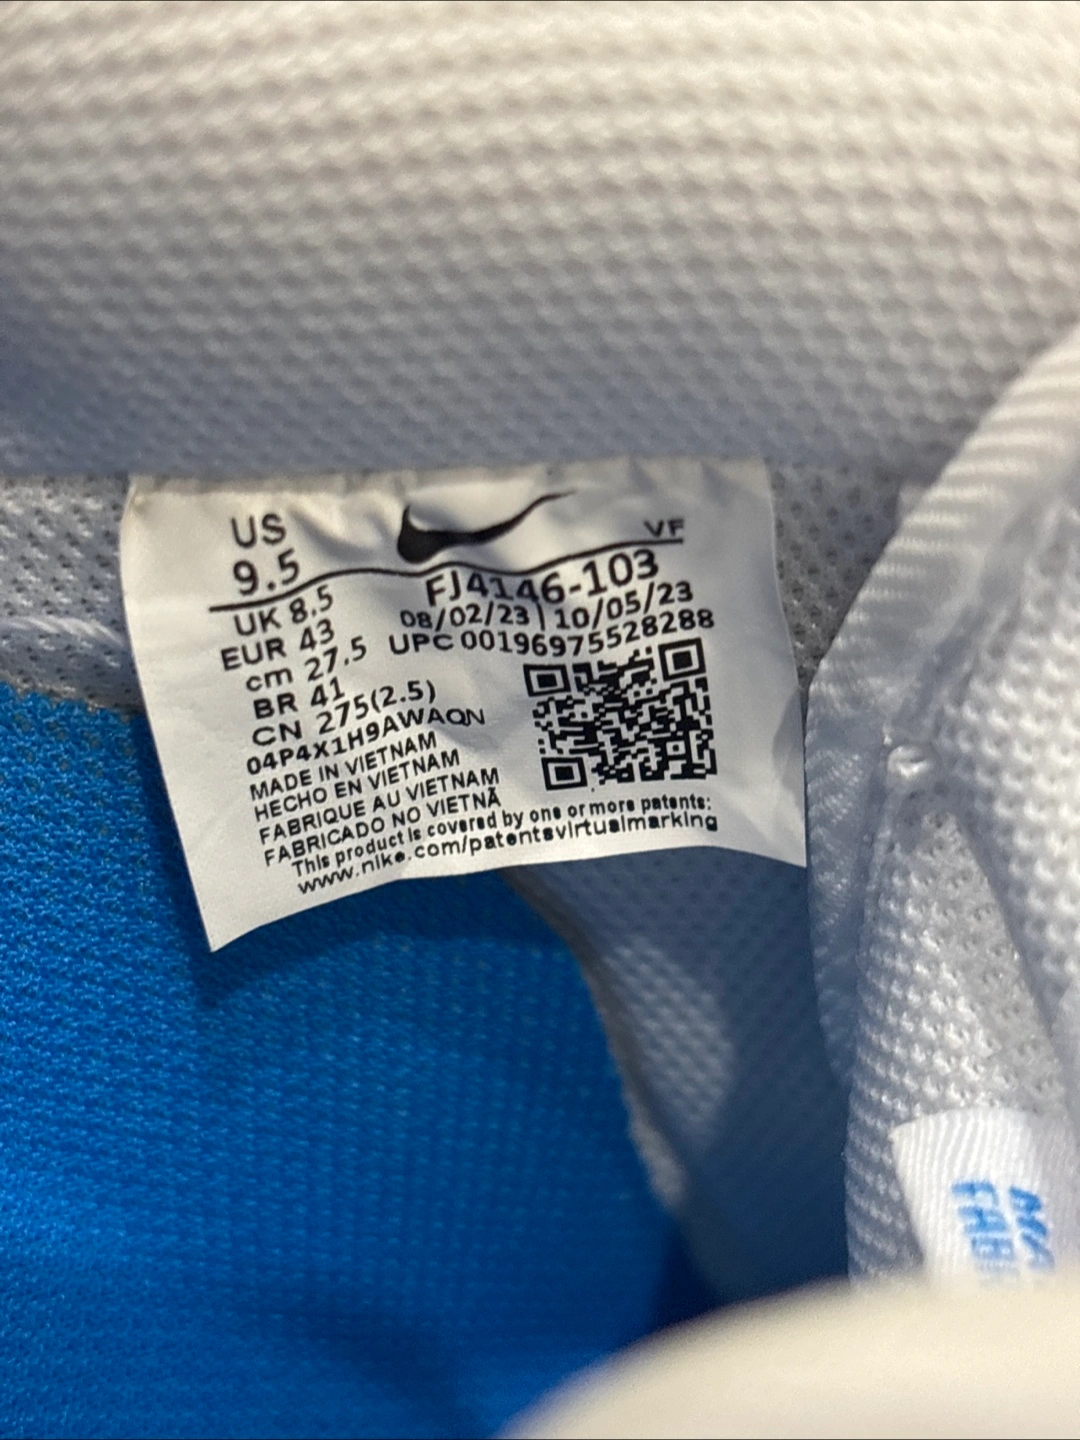 US
9.5
VF
UK 8.5
EUR 43
cm 27.5
BR 41
CN 275(2.5)
04P4X1H9AWAQN
FJ4146-103
08/02/23 | 10/05/23
UPC 00196975528288
MADE IN VIETNAM
HECHO EN VIETNAM
FABRIQUE AU VIETNAM
FABRICADO NO VIETNÃ
This product is covered by one or more patents:
www.nike.com/patentsvirtualmarking